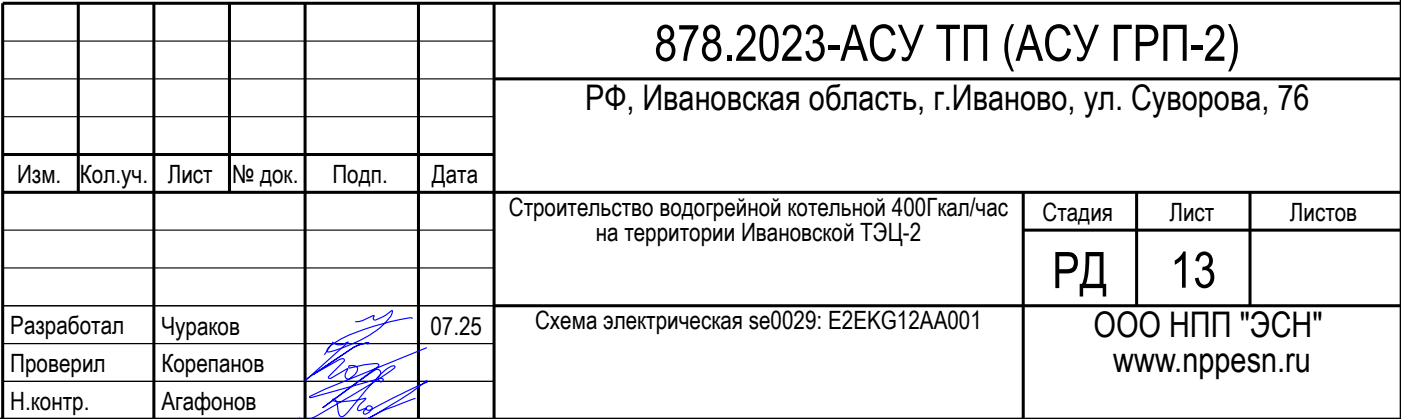 878.2023-АСУ ТП (АСУ ГРП-2)
РФ, Ивановская область, г.Иваново, ул. Суворова, 76
Изм. Кол.уч. Лист № док. Подп. Дата
Строительство водогрейной котельной 400Гкал/час
на территории Ивановской ТЭЦ-2
Стадия Лист Листов
РД 13
Разработал Чураков 07.25
Схема электрическая se0029: E2EKG12AA001
ООО НПП "ЭСН"
www.nppesn.ru
Проверил Корепанов
Н.контр. Агафонов